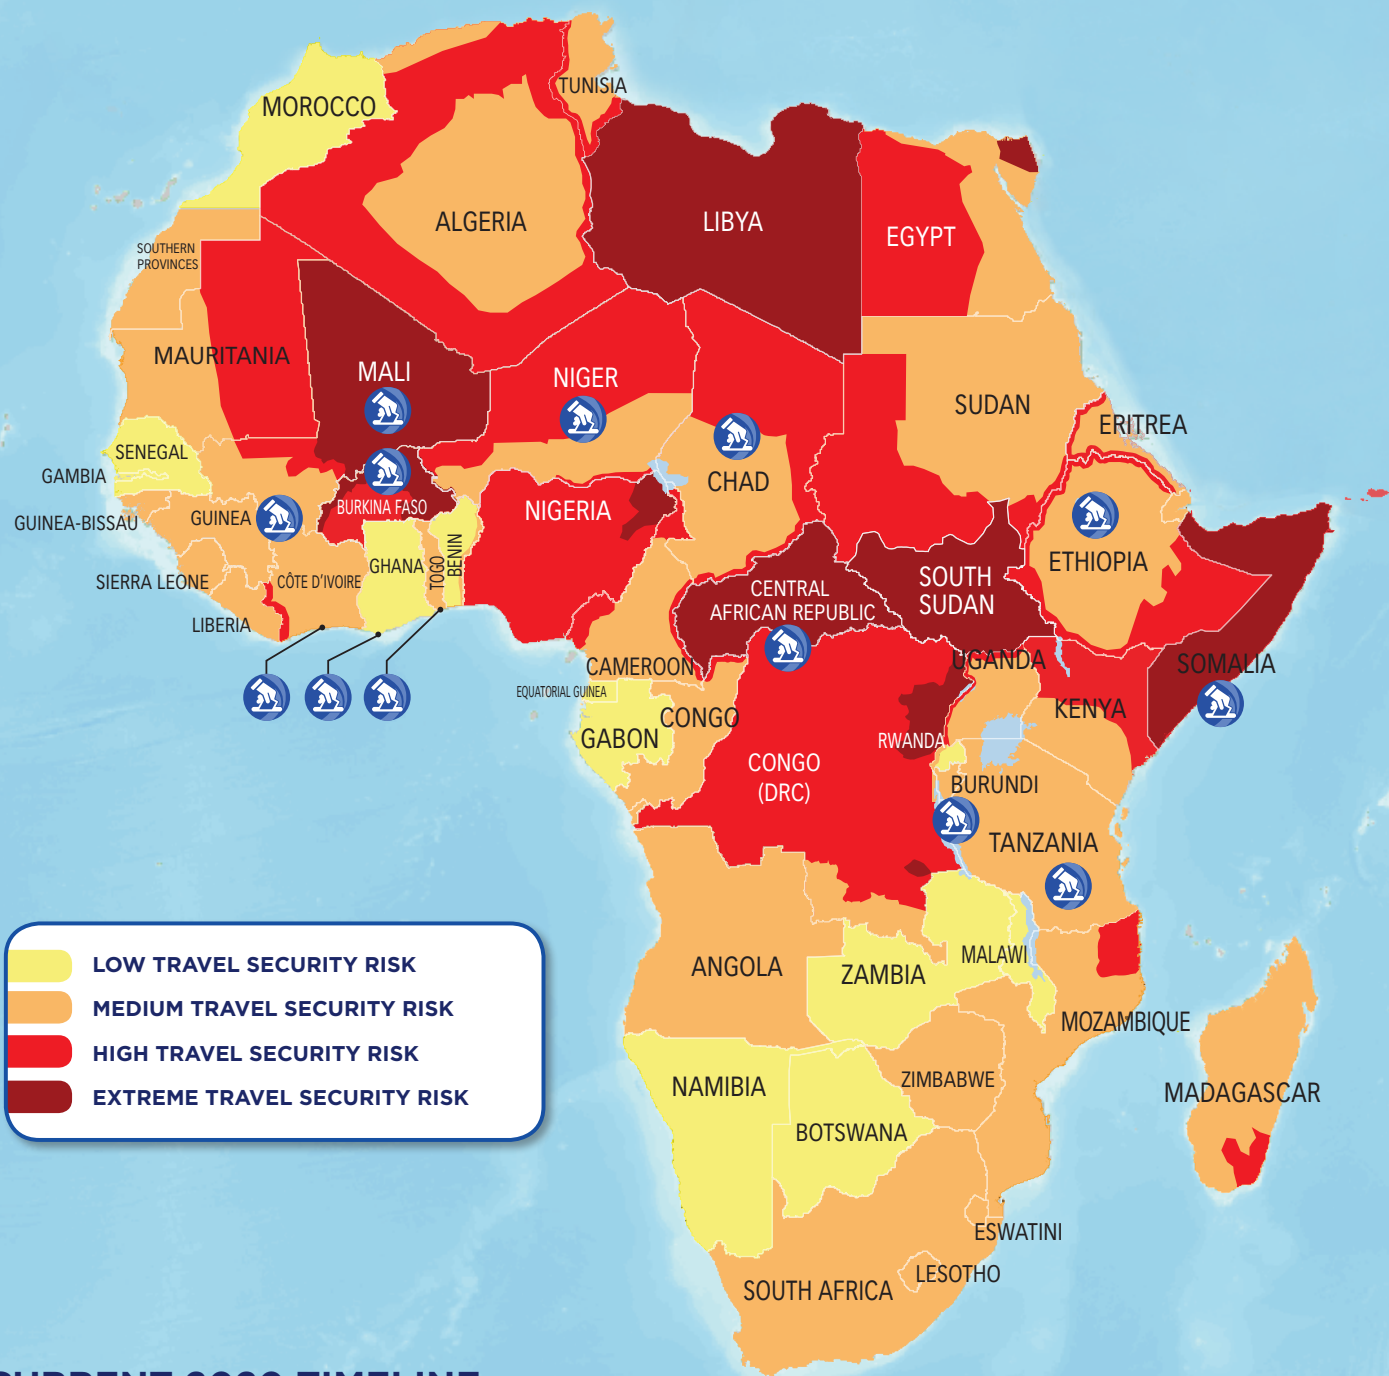 MOROCCO
TUNISIA
ALGERIA
LIBYA
EGYPT
SOUTHERN
PROVINCES
MAURITANIA
MALI
NIGER
SUDAN
ERITREA
SENEGAL
GAMBIA
CHAD
GUINEA-BISSAU
GUINEA
BURKINA FASO
NIGERIA
ETHIOPIA
SIERRA LEONE
CÔTE D'IVOIRE
GHANA
TOGO
BENIN
CENTRAL
AFRICAN REPUBLIC
SOUTH
SUDAN
LIBERIA
CAMEROON
UGANDA
SOMALIA
EQUATORIAL GUINEA
GABON
CONGO
KENYA
RWANDA
CONGO
(DRC)
BURUNDI
TANZANIA
ANGOLA
ZAMBIA
MALAWI
MOZAMBIQUE
NAMIBIA
ZIMBABWE
MADAGASCAR
BOTSWANA
ESWATINI
LESOTHO
SOUTH AFRICA
LOW TRAVEL SECURITY RISK
MEDIUM TRAVEL SECURITY RISK
HIGH TRAVEL SECURITY RISK
EXTREME TRAVEL SECURITY RISK